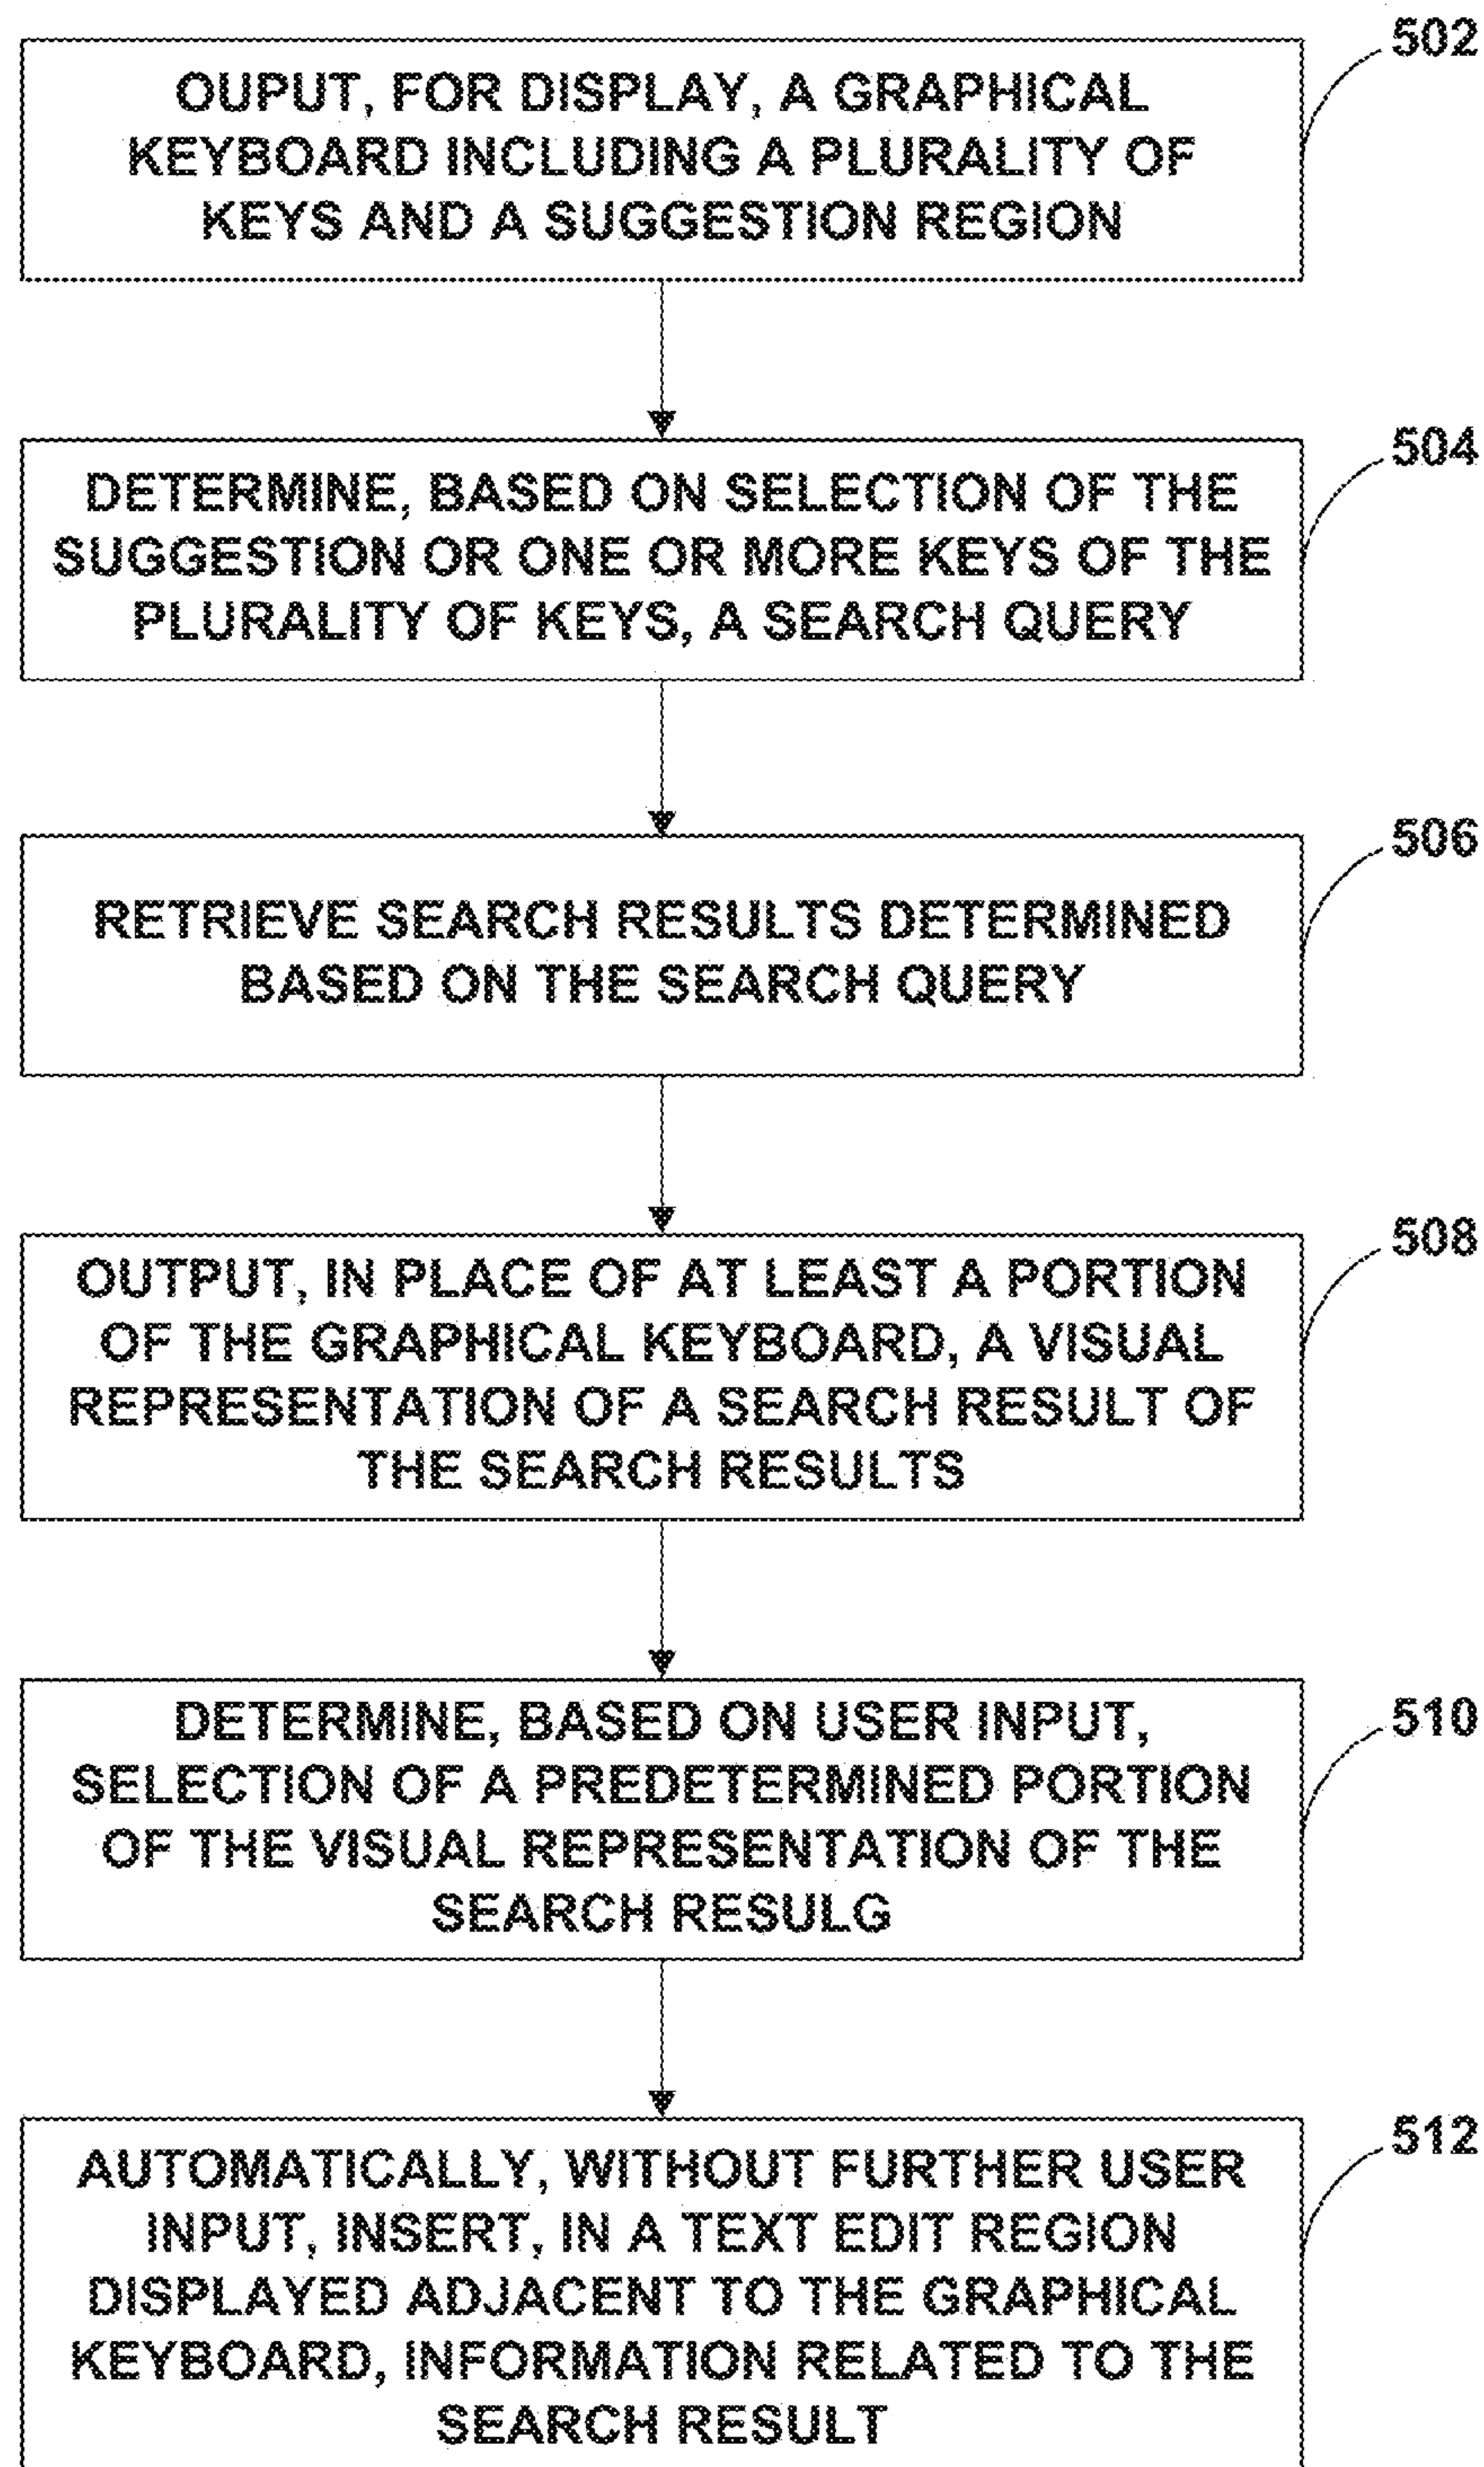 502
OUPUT, FOR DISPLAY, A GRAPHICAL
KEYBOARD INCLUDING A PLURALITY OF
KEYS AND A SUGGESTION REGION
504
DETERMINE, BASED ON SELECTION OF THE
SUGGESTION OR ONE OR MORE KEYS OF THE
PLURALITY OF KEYS, A SEARCH QUERY
506
RETRIEVE SEARCH RESULTS DETERMINED
BASED ON THE SEARCH QUERY
508
OUTPUT, IN PLACE OF AT LEAST A PORTION
OF THE GRAPHICAL KEYBOARD, A VISUAL
REPRESENTATION OF A SEARCH RESULT OF
THE SEARCH RESULTS
510
DETERMINE, BASED ON USER INPUT,
SELECTION OF A PREDETERMINED PORTION
OF THE VISUAL REPRESENTATION OF THE
SEARCH RESULG
512
AUTOMATICALLY, WITHOUT FURTHER USER
INPUT, INSERT, IN A TEXT EDIT REGION
DISPLAYED ADJACENT TO THE GRAPHICAL
KEYBOARD, INFORMATION RELATED TO THE
SEARCH RESULT